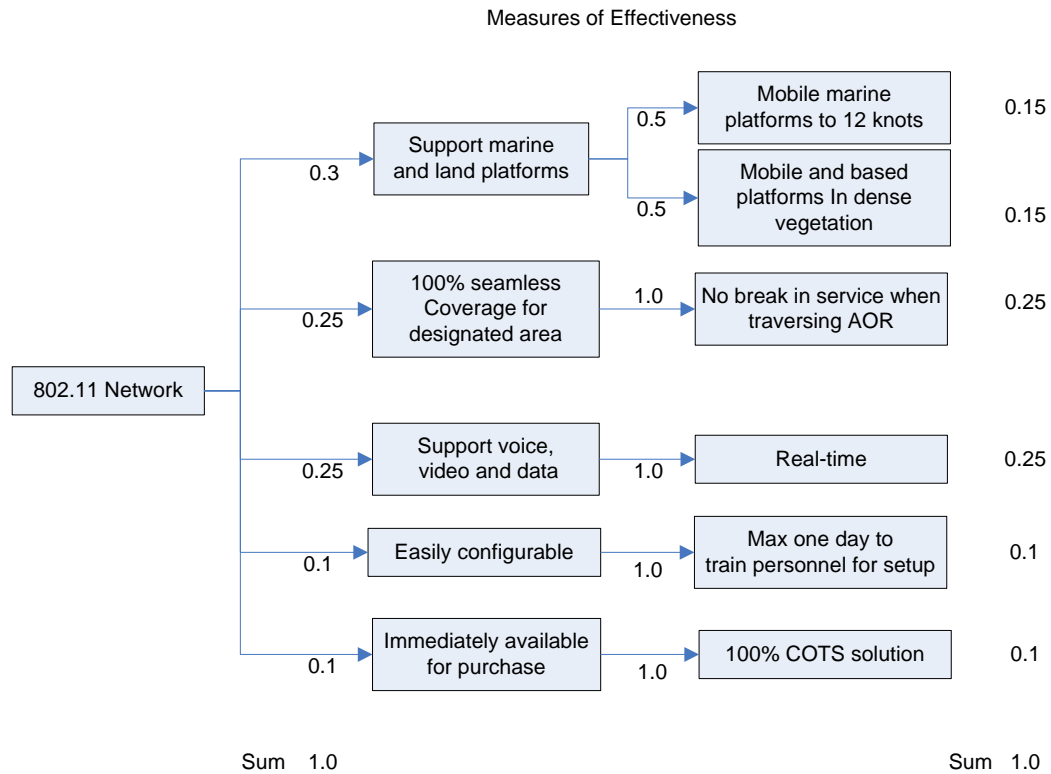 Measures of Effectiveness
802.11 Network
0.3
Support marine
and land platforms
0.5
Mobile marine
platforms to 12 knots
0.15
0.5
Mobile and based
platforms In dense
vegetation
0.15
0.25
100% seamless
Coverage for
designated area
1.0
No break in service when
traversing AOR
0.25
0.25
Support voice,
video and data
1.0
Real-time
0.25
0.1
Easily configurable
1.0
Max one day to
train personnel for setup
0.1
0.1
Immediately available
for purchase
1.0
100% COTS solution
0.1
Sum 1.0
Sum 1.0